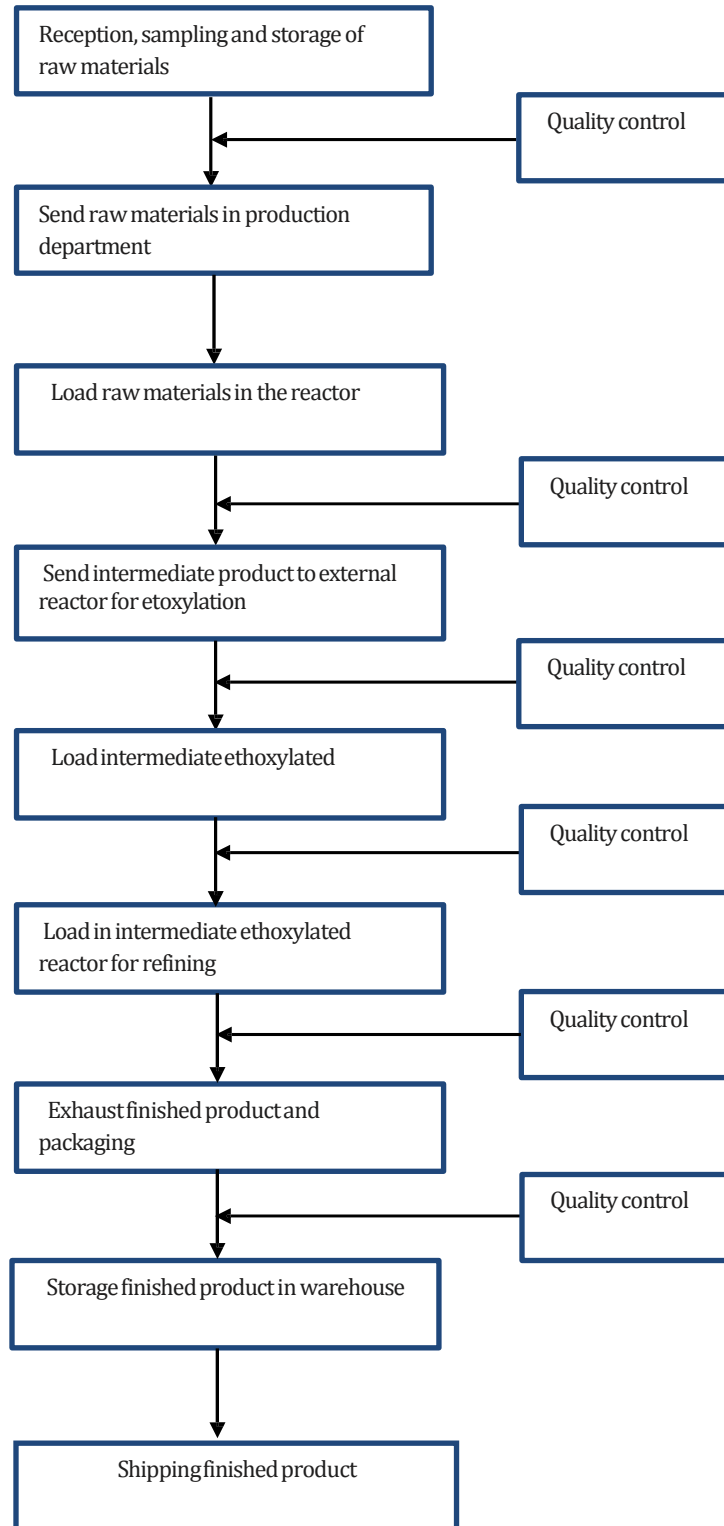 Reception, sampling and storage of
raw materials
Quality control
Send raw materials in production
department
Load raw materials in the reactor
Quality control
Send intermediate product to external
reactor for etoxylation
Quality control
Load intermediate ethoxylated
Quality control
Load in intermediate ethoxylated
reactor for refining
Quality control
Exhaust finished product and
packaging
Quality control
Storage finished product in warehouse
Shipping finished product